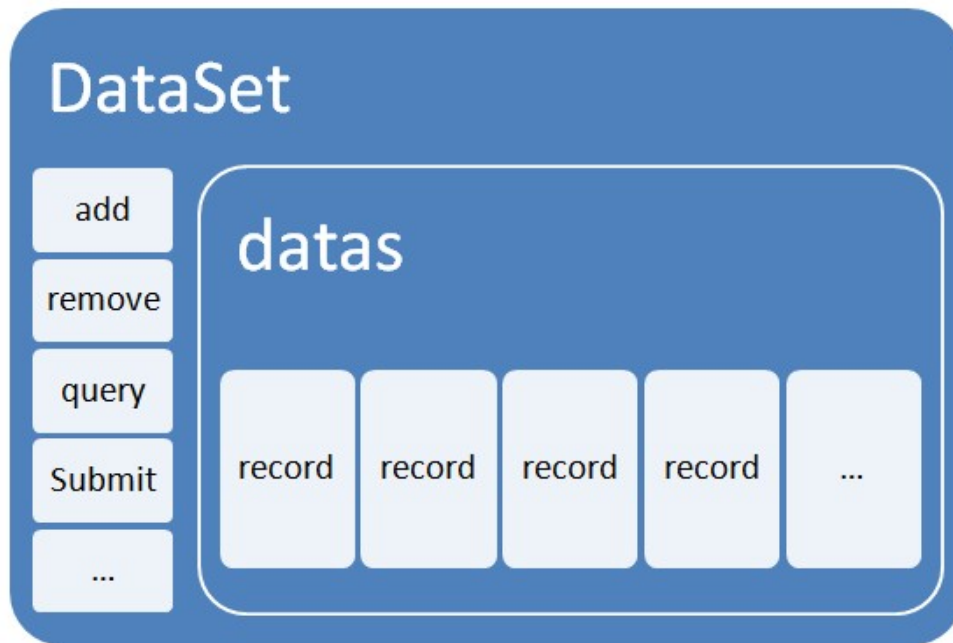 DataSet
add
remove
query
Submit
...
datas
record record record record ...